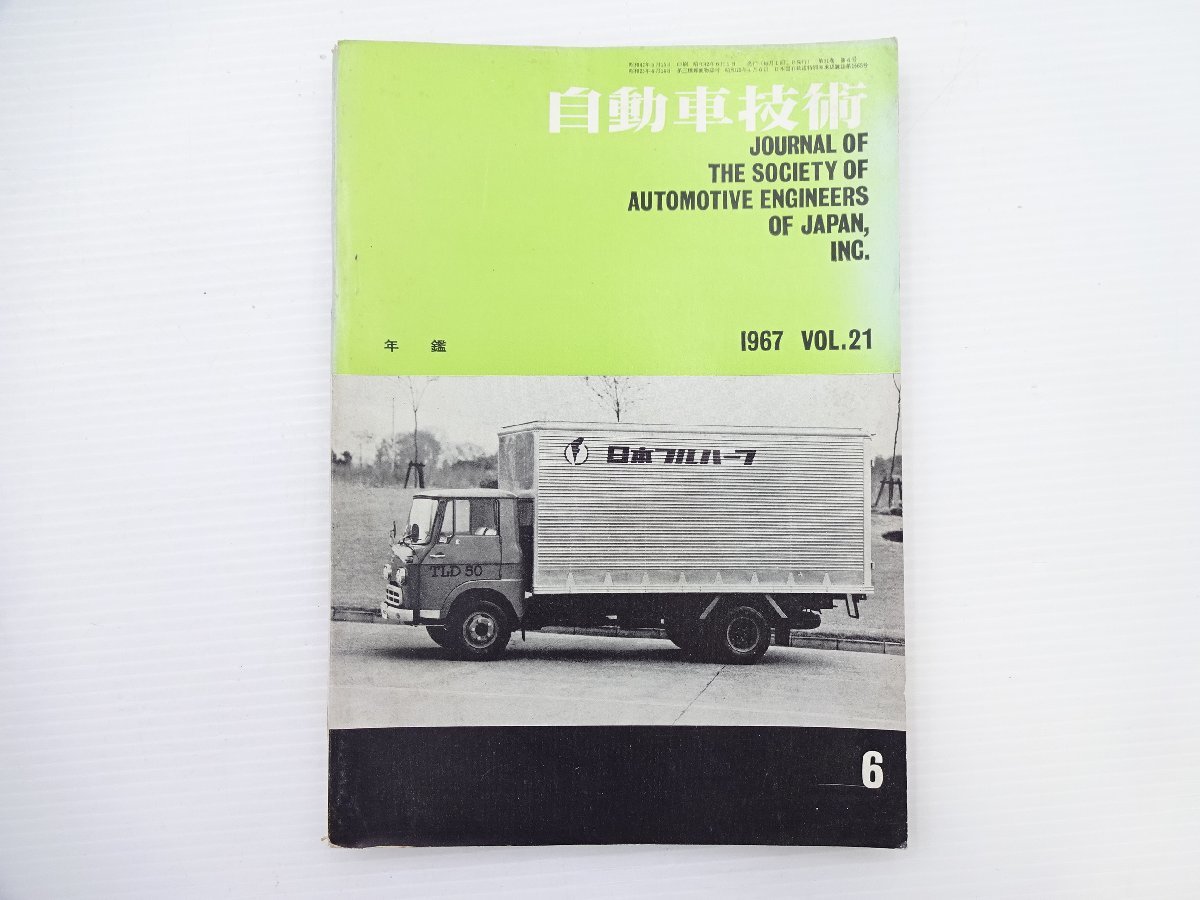 自動車技術
JOURNAL OF
THE SOCIETY OF
AUTOMOTIVE ENGINEERS
OF JAPAN,
INC.
年鑑
1967 VOL.21
日本フルハーフ
TLD 50
6